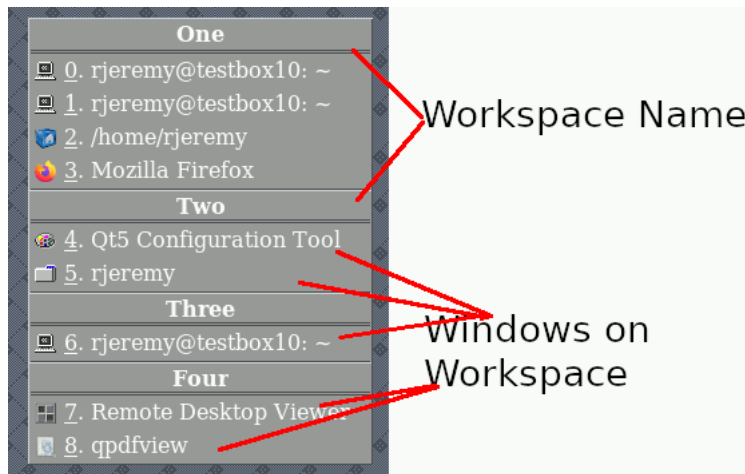 One
0. rjeremy@testbox10: ~
1. rjeremy@testbox10: ~
2. /home/rjeremy
3. Mozilla Firefox
Two
4. Qt5 Configuration Tool
5. rjeremy
Three
6. rjeremy@testbox10: ~
Four
7. Remote Desktop Viewer
8. qpdfview
Workspace Name
Windows on
Workspace